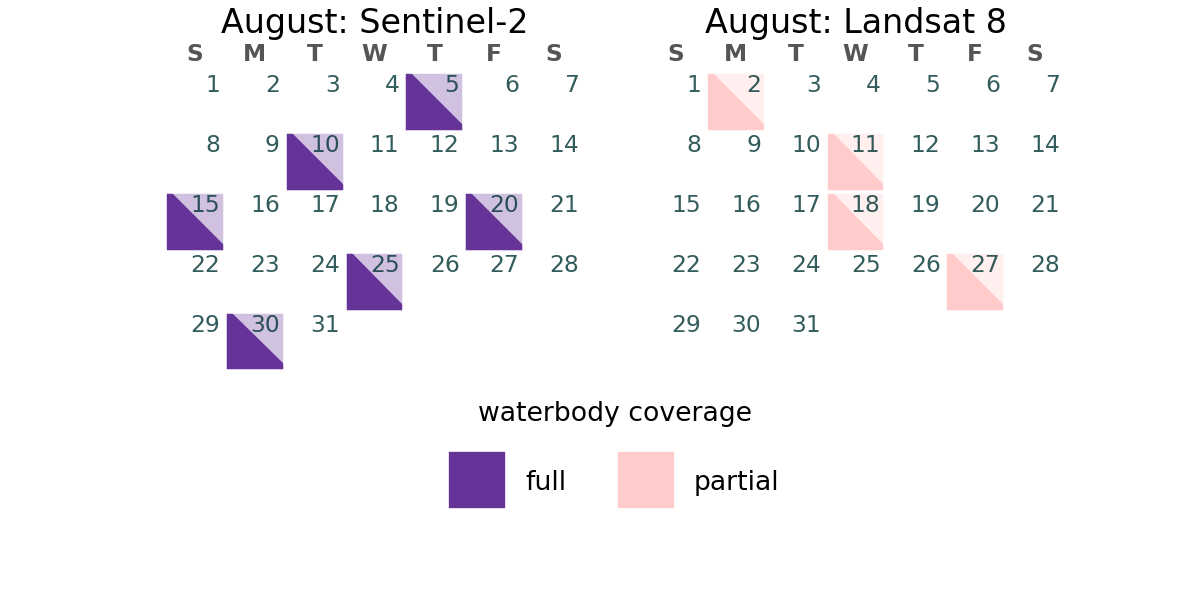 August: Sentinel-2
S M T W T F S
1 2 3 4 5 6 7
8 9 10 11 12 13 14
15 16 17 18 19 20 21
22 23 24 25 26 27 28
29 30 31
August: Landsat 8
S M T W T F S
1 2 3 4 5 6 7
8 9 10 11 12 13 14
15 16 17 18 19 20 21
22 23 24 25 26 27 28
29 30 31
waterbody coverage
full
partial